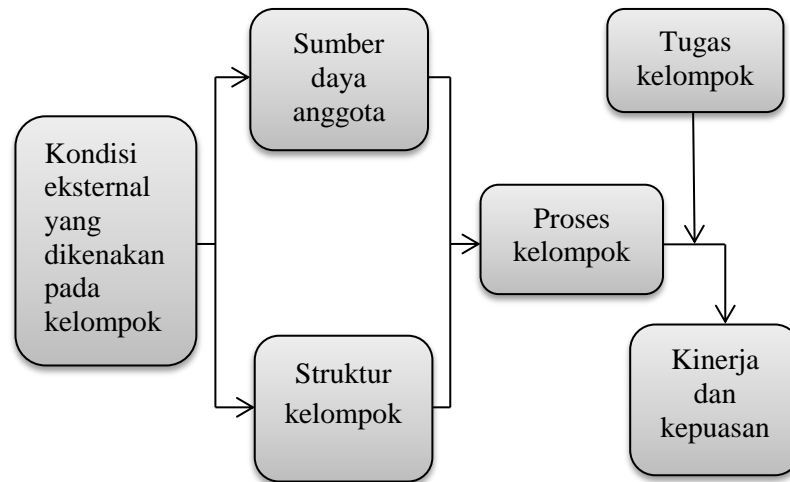 Kondisi
eksternal
yang
dikenakan
pada
kelompok
Sumber
daya
anggota
Struktur
kelompok
Proses
kelompok
Tugas
kelompok
Kinerja
dan
kepuasan